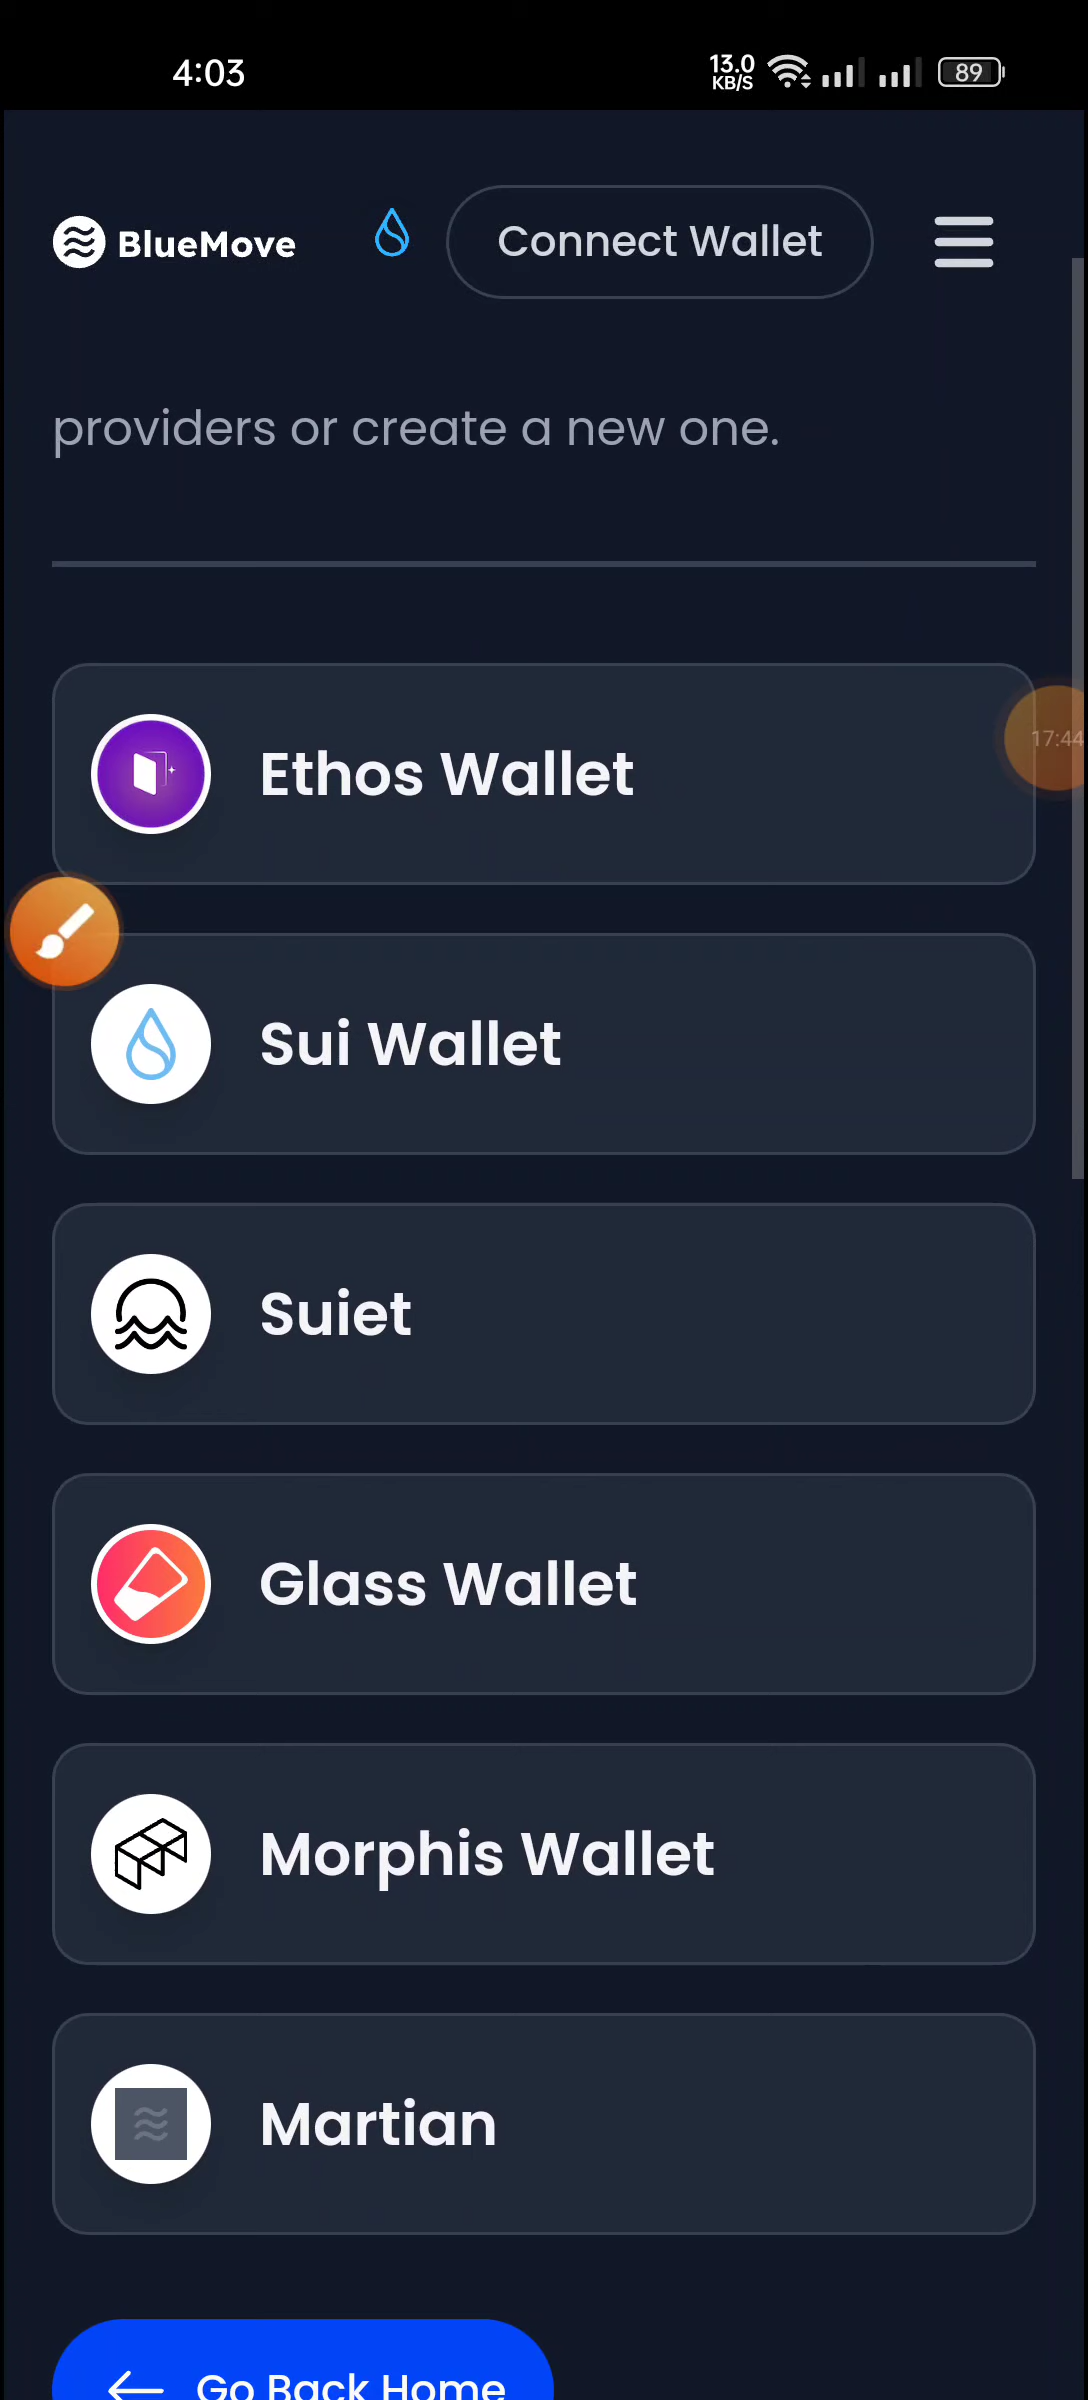 4:03
13.0
KB/S
89
BlueMove
Connect Wallet
providers or create a new one.
Ethos Wallet
17:44
Sui Wallet
Suiet
Glass Wallet
Morphis Wallet
Martian
Go Back Home